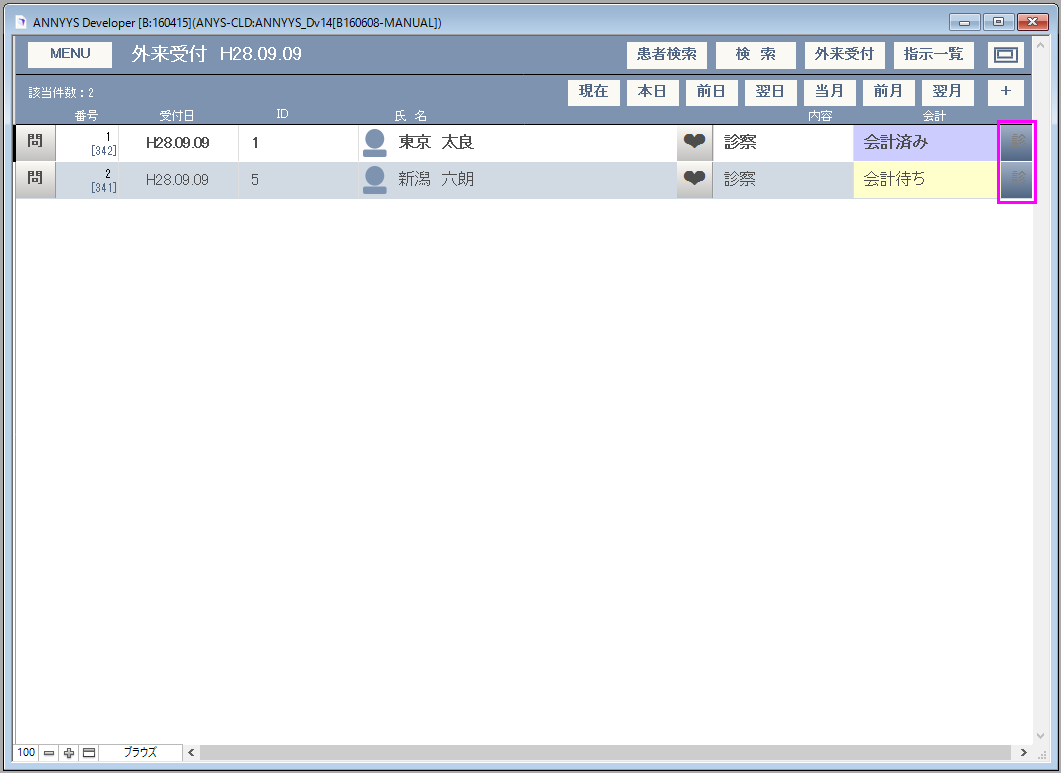 ANNYYS Developer [B:160415](ANYS-CLD:ANNYYS_Dv14[B160608-MANUAL])
MENU 外来受付 H28.09.09 患者検索 検 索 外来受付 指示一覧
現在 本日 前日 翌日 当月 前月 翌月 +
該当件数:2
番号 受付日 ID 氏 名 内容 会計
問 1 [342] H28.09.09 1 東京 太良 診察 会計済み 診
問 2 [341] H28.09.09 5 新潟 六朗 診察 会計待ち 診
100 ブラウズ